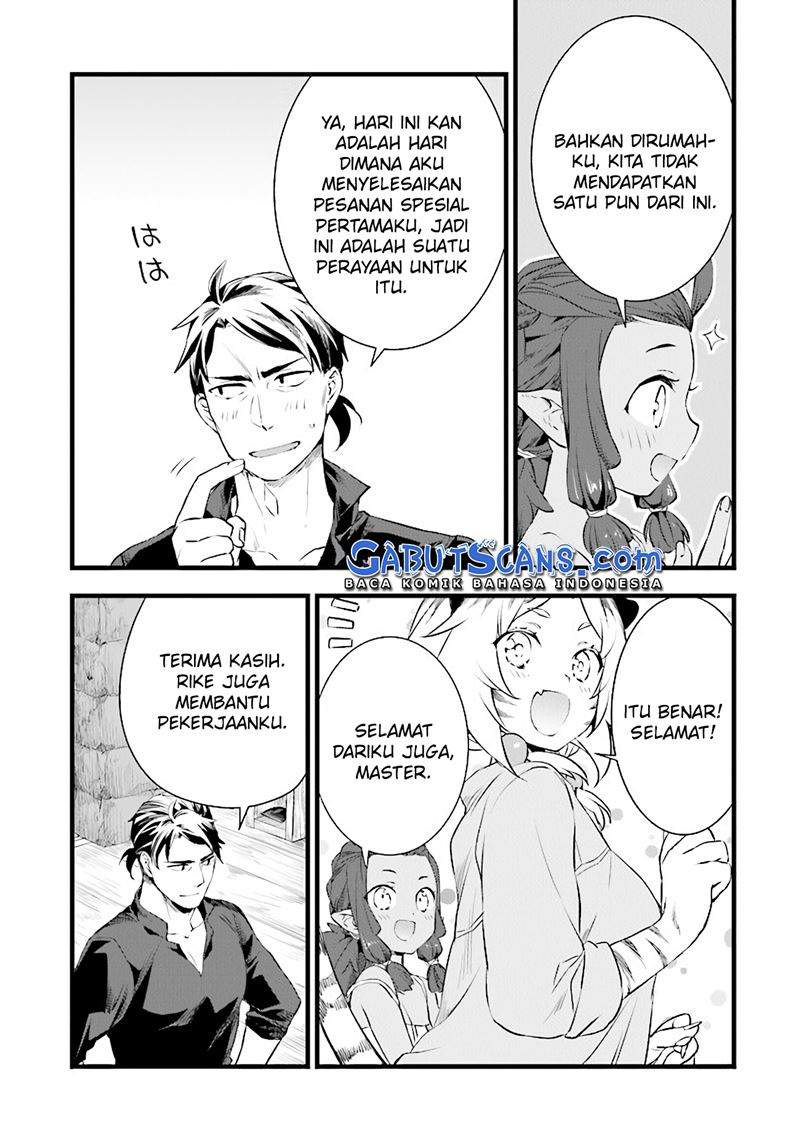 BAHKAN DIRUMAH-
KU, KITA TIDAK
MENDAPATKAN
SATU PUN DARI INI.
YA, HARI INI KAN
ADALAH HARI
DIMANA AKU
MENYELESAIKAN
PESANAN SPESIAL
PERTAMAKU, JADI
INI ADALAH SUATU
PERAYAAN UNTUK
ITU.
はは
GABUTSCANS.com
BACA KOMIK BAHASA INDONESIA
ITU BENAR!
SELAMAT!
SELAMAT
DARIKU JUGA,
MASTER.
TERIMA KASIH.
RIKE JUGA
MEMBANTU
PEKERJAANKU.